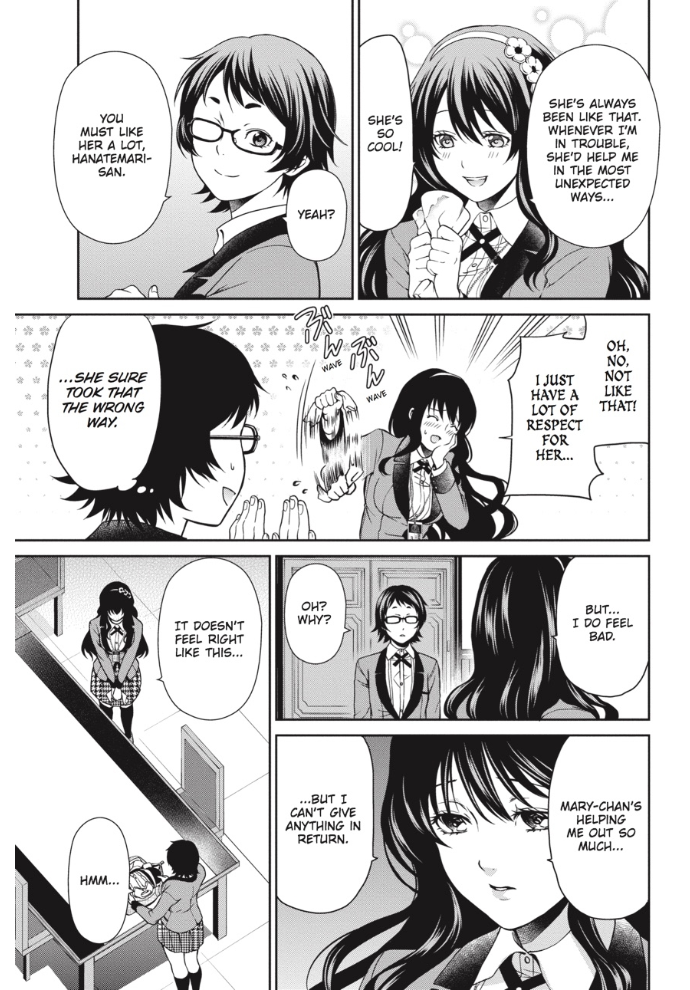 SHE'S ALWAYS
BEEN LIKE THAT.
WHENEVER I'M
IN TROUBLE,
SHE'D HELP ME
IN THE MOST
UNEXPECTED
WAYS...
SHE'S
SO
COOL!
YEAH?
YOU
MUST LIKE
HER A LOT,
HANATEMARI-
SAN.
OH,
NO,
NOT
LIKE
THAT!
I JUST
HAVE A
LOT OF
RESPECT
FOR
HER...
ぶん
WAVE
ぶん
WAVE
...SHE SURE
TOOK THAT
THE WRONG
WAY.
BUT...
I DO FEEL
BAD.
OH?
WHY?
MARY-CHAN'S
HELPING
ME OUT SO
MUCH...
...BUT I
CAN'T GIVE
ANYTHING IN
RETURN.
IT DOESN'T
FEEL RIGHT
LIKE THIS...
HMM...